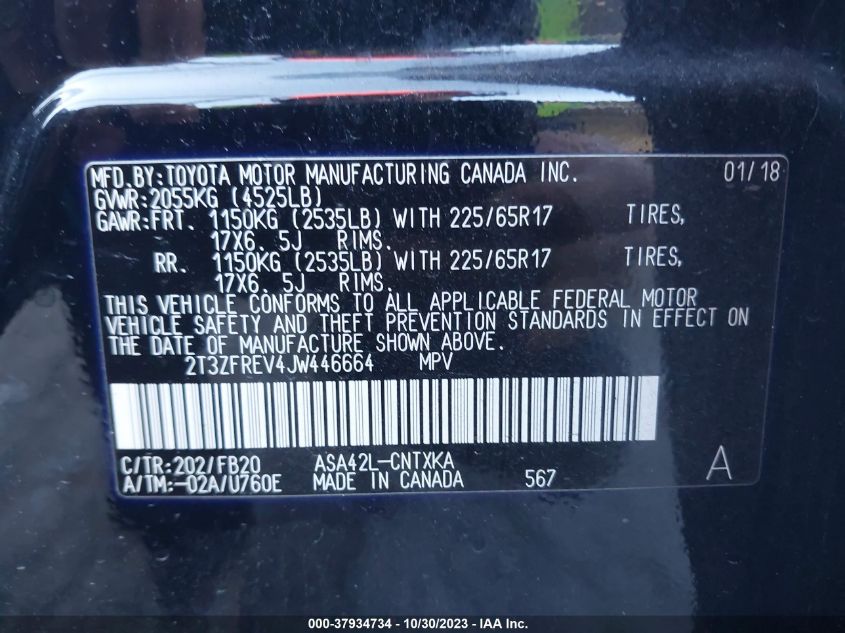 MFD.BY:TOYOTA MOTOR MANUFACTURING CANADA INC. 01/18
GVWR:2055KG (4525LB)
GAWR:FRT. 1150KG (2535LB) WITH 225/65R17 TIRES,
17X6. 5J RIMS.
RR. 1150KG (2535LB) WITH 225/65R17 TIRES,
17X6. 5J RIMS.
THIS VEHICLE CONFORMS TO ALL APPLICABLE FEDERAL MOTOR
VEHICLE SAFETY AND THEFT PREVENTION STANDARDS IN EFFECT ON
THE DATE OF MANUFACTURE SHOWN ABOVE.
2T3ZFREV4JW446664 MPV
C/TR:202/FB20 ASA42L-CNTXKA A
A/TM:-02A/U760E MADE IN CANADA 567
000-37934734 - 10/30/2023 - IAA Inc.